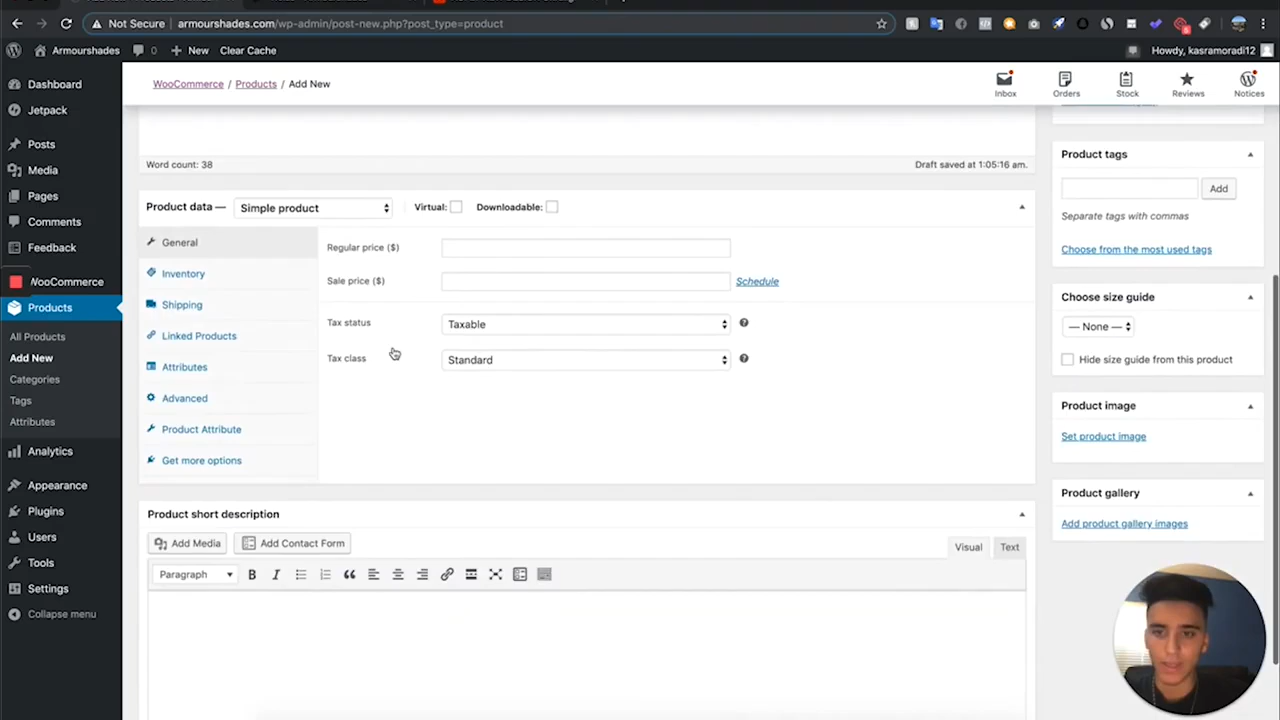 Not Secure
armourshades.com/wp-admin/post-new.php?post_type=product
Armourshades
0
New
Clear Cache
Howdy, kasramoradi12
Dashboard
Jetpack
Posts
Media
Pages
Comments
Feedback
WooCommerce
Products
All Products
Add New
Categories
Tags
Attributes
Analytics
Appearance
Plugins
Users
Tools
Settings
Collapse menu
WooCommerce / Products / Add New
Inbox
Orders
Stock
Reviews
Notices
Word count: 38
Draft saved at 1:05:16 am.
Product data —
Simple product
Virtual:
Downloadable:
General
Inventory
Shipping
Linked Products
Attributes
Advanced
Product Attribute
Get more options
Regular price ($)
Sale price ($)
Schedule
Tax status
Taxable
Tax class
Standard
Product short description
Add Media
Add Contact Form
Visual
Text
Paragraph
B
I
Product tags
Add
Separate tags with commas
Choose from the most used tags
Choose size guide
— None —
Hide size guide from this product
Product image
Set product image
Product gallery
Add product gallery images